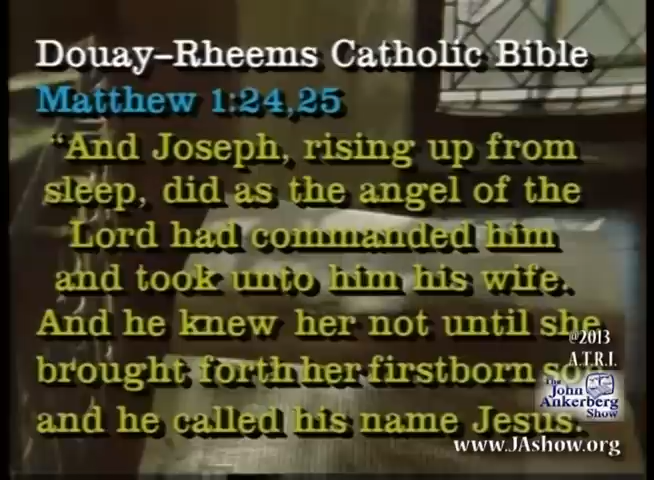 Douay–Rheems Catholic Bible
Matthew 1:24,25
“And Joseph, rising up from
sleep, did as the angel of the
Lord had commanded him
and took unto him his wife.
And he knew her not until she
brought forth her firstborn so
and he called his name Jesus.
©2013
A.T.R.I.
The
John
Ankerberg
Show
www.JAshow.org